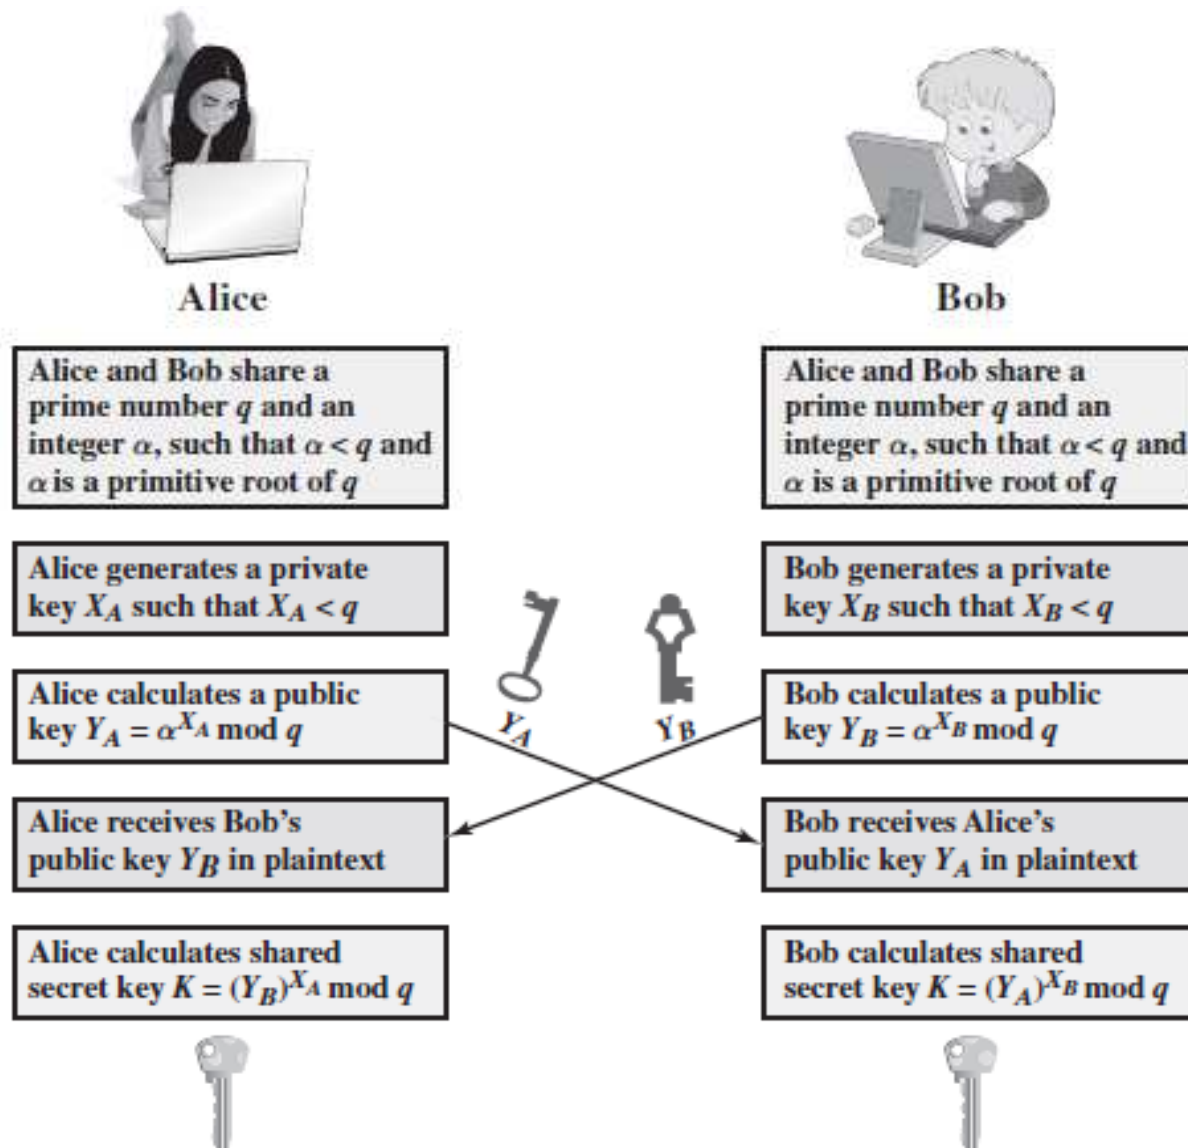 Alice
Bob
Alice and Bob share a
prime number q and an
integer α, such that α < q and
α is a primitive root of q
Alice and Bob share a
prime number q and an
integer α, such that α < q and
α is a primitive root of q
Alice generates a private
key X_A such that X_A < q
Bob generates a private
key X_B such that X_B < q
Alice calculates a public
key Y_A = α^{X_A} mod q
Y_A
Y_B
Bob calculates a public
key Y_B = α^{X_B} mod q
Alice receives Bob’s
public key Y_B in plaintext
Bob receives Alice’s
public key Y_A in plaintext
Alice calculates shared
secret key K = (Y_B)^{X_A} mod q
Bob calculates shared
secret key K = (Y_A)^{X_B} mod q